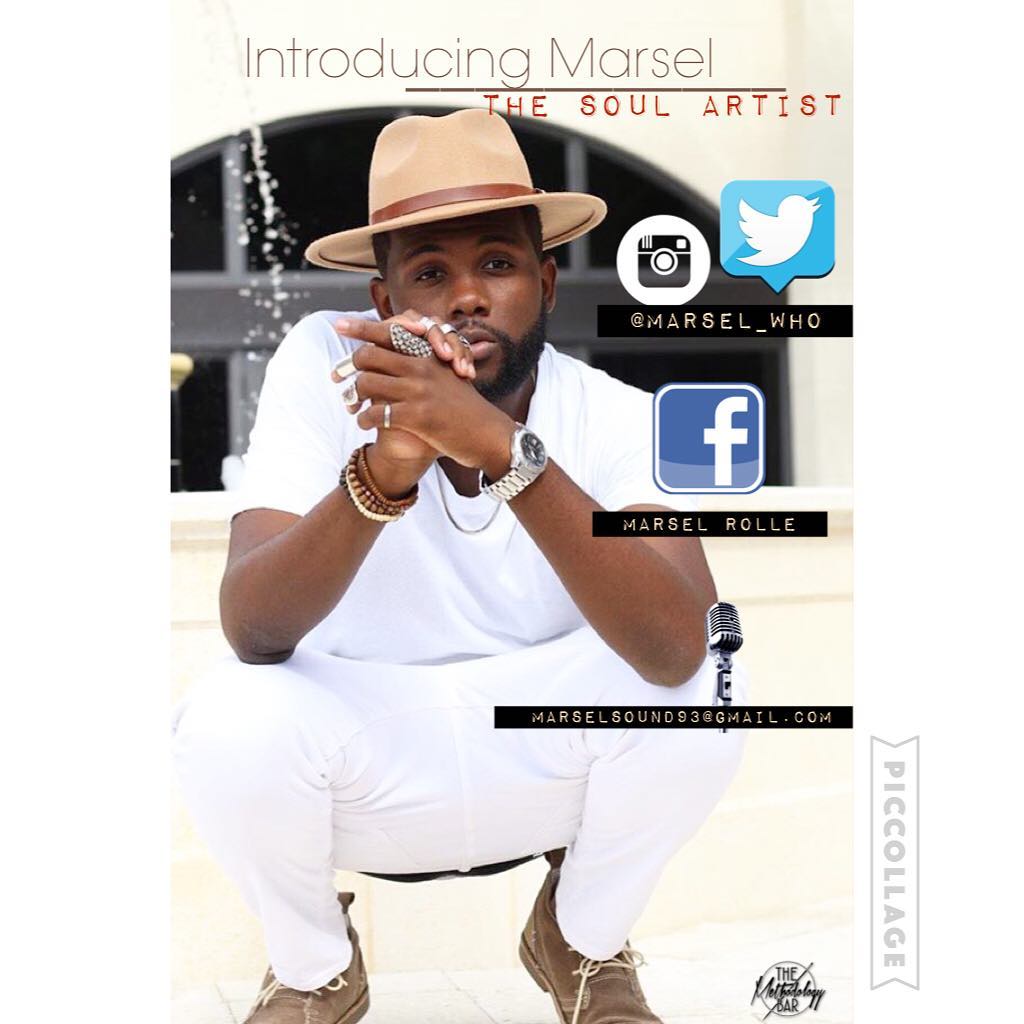 Introducing Marsel
THE SOUL ARTIST
@MARSEL_WHO
f
MARSEL ROLLE
MARSELSOUND93@GMAIL.COM
PICCOLLAGE
THE
Methodology
BAR